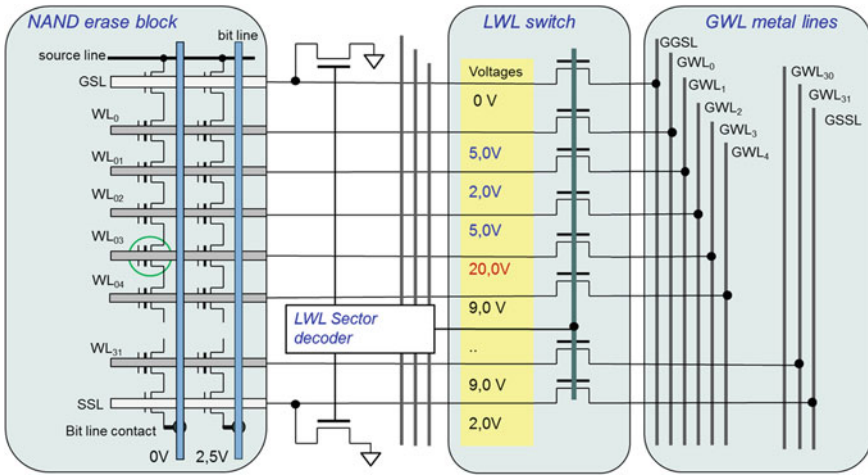 NAND erase block
bit line
source line
GSL
WL0
WL01
WL02
WL03
WL04
WL31
SSL
Bit line contact
0V
2,5V
LWL Sector
decoder
LWL switch
Voltages
0 V
5,0V
2,0V
5,0V
20,0V
9,0 V
..
9,0 V
2,0V
GWL metal lines
GGSL
GWL0
GWL1
GWL2
GWL3
GWL4
GWL30
GWL31
GSSL